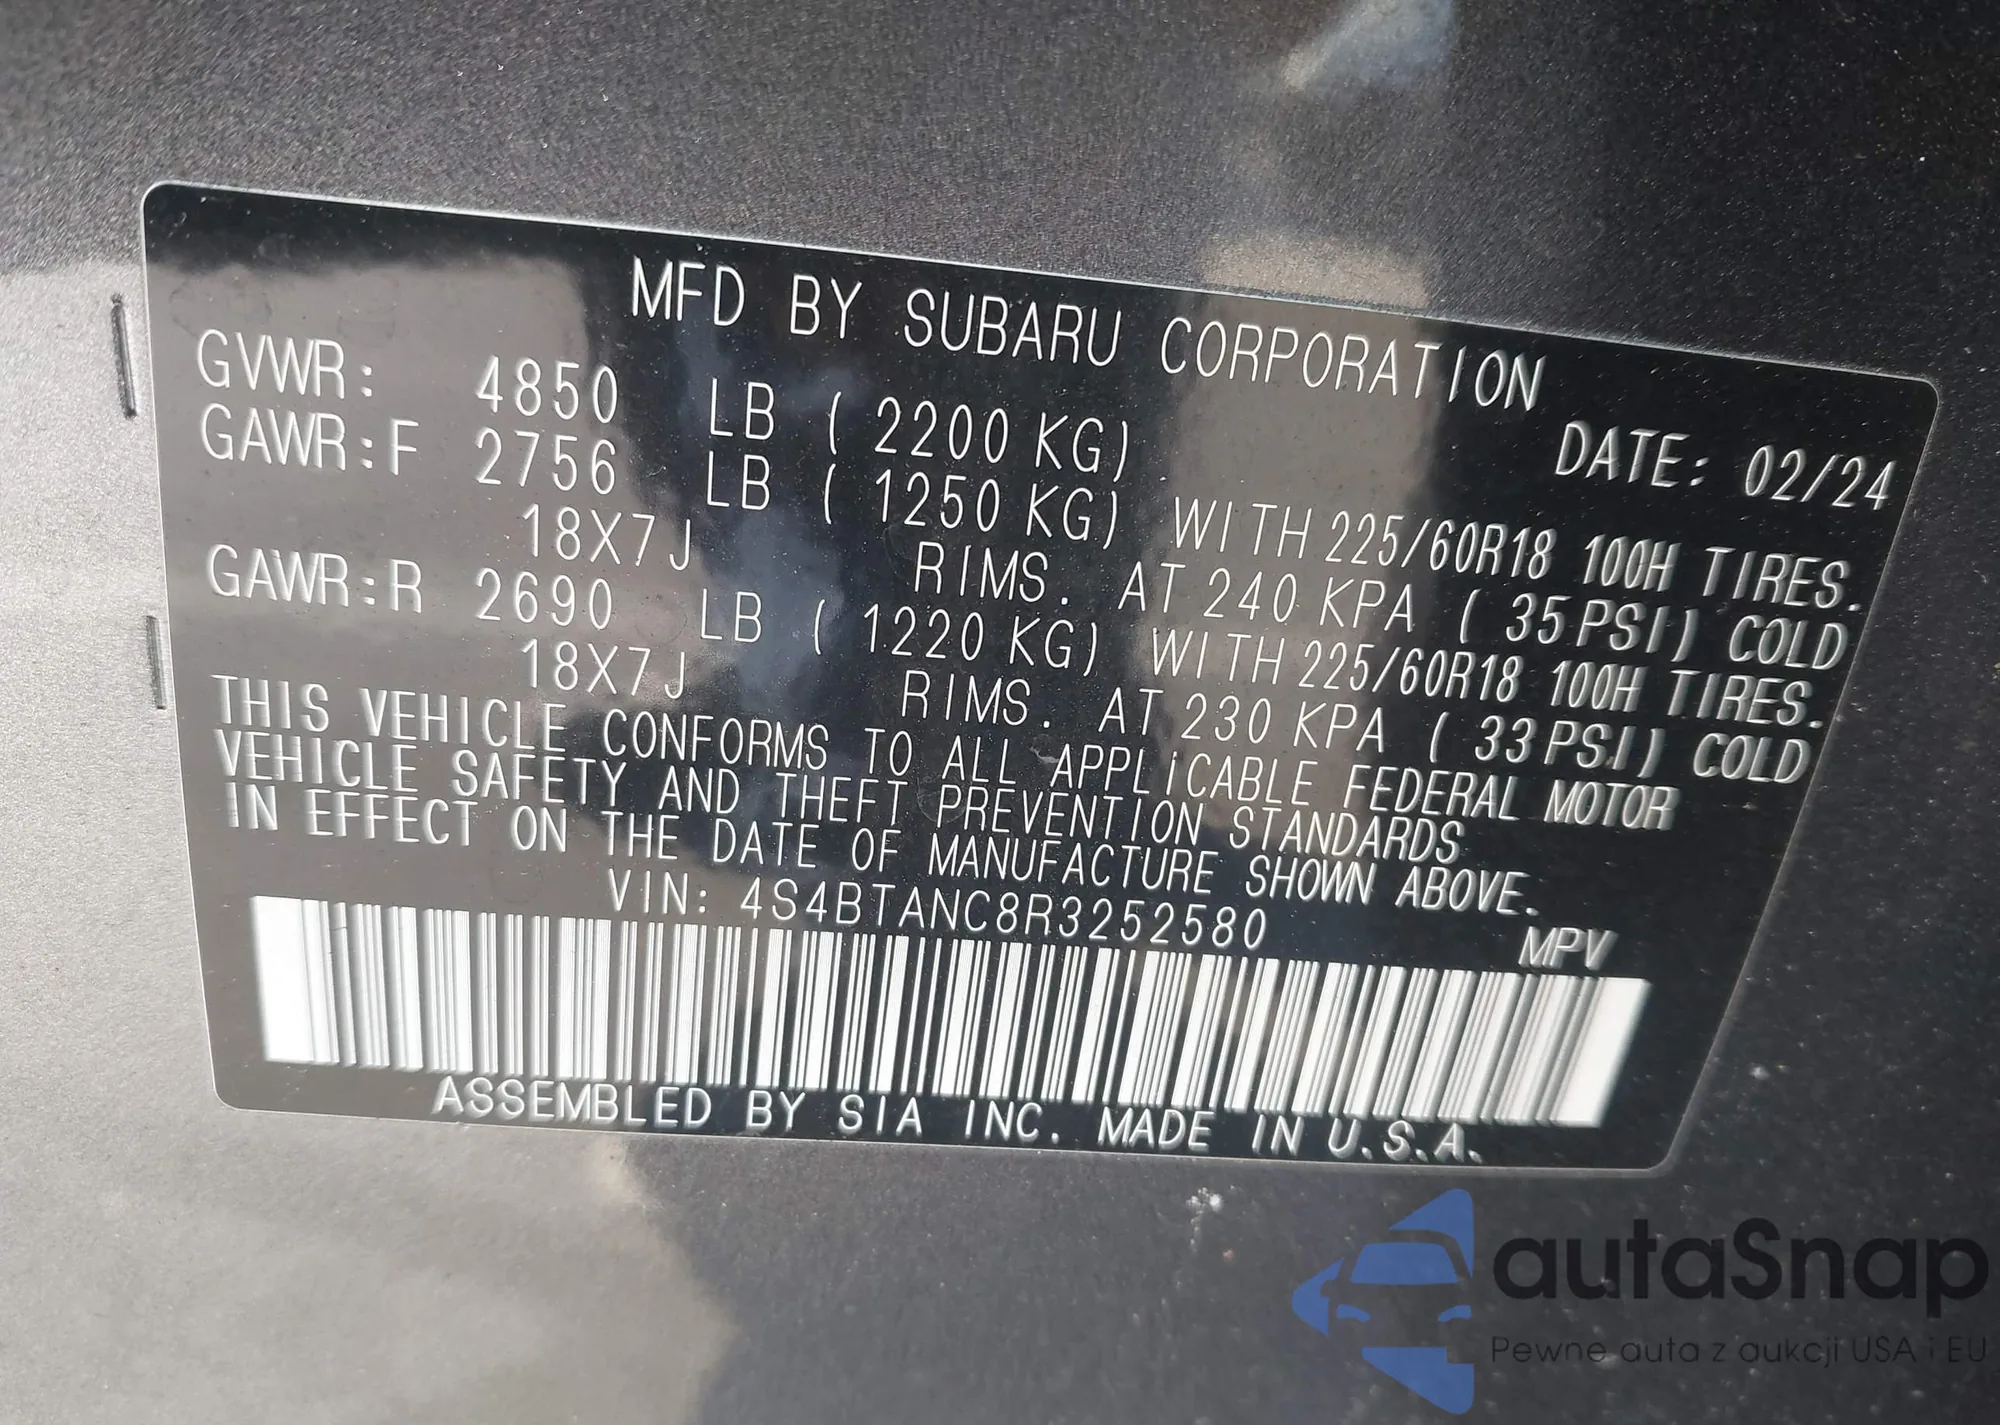 MFD BY SUBARU CORPORATION
GVWR: 4850 LB ( 2200 KG) DATE: 02/24
GAWR:F 2756 LB ( 1250 KG) WITH 225/60R18 100H TIRES.
18X7J RIMS. AT 240 KPA ( 35 PSI) COLD
GAWR:R 2690 LB ( 1220 KG) WITH 225/60R18 100H TIRES.
18X7J RIMS. AT 230 KPA ( 33 PSI) COLD
THIS VEHICLE CONFORMS TO ALL APPLICABLE FEDERAL MOTOR
VEHICLE SAFETY AND THEFT PREVENTION STANDARDS
IN EFFECT ON THE DATE OF MANUFACTURE SHOWN ABOVE.
VIN: 4S4BTANC8R3252580 MPV
ASSEMBLED BY SIA INC. MADE IN U.S.A.
autaSnap
Pewne auta z aukcji USA i EU